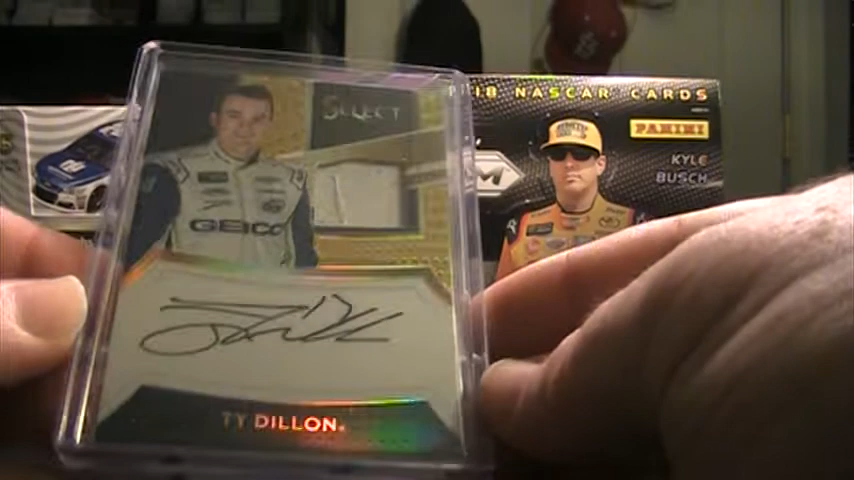 SELECT
18 NASCAR CARDS
PANINI
KYLE
BUSCH
M
GEICO
TY DILLON